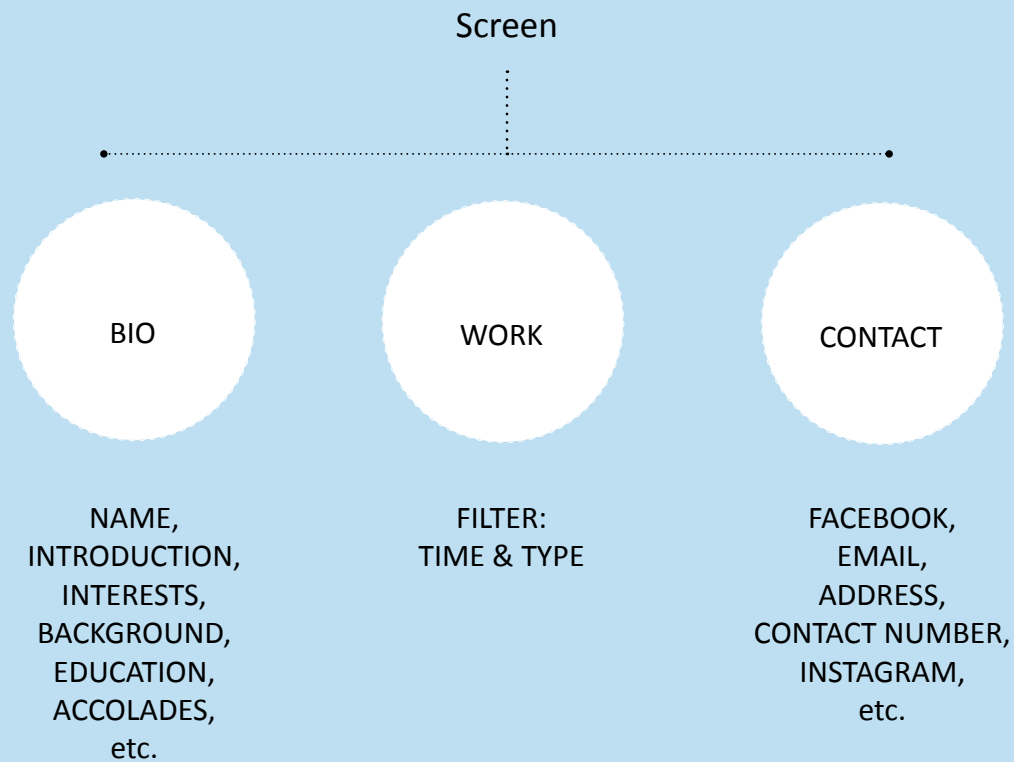 Screen
BIO
WORK
CONTACT
NAME,
INTRODUCTION,
INTERESTS,
BACKGROUND,
EDUCATION,
ACCOLADES,
etc.
FILTER:
TIME & TYPE
FACEBOOK,
EMAIL,
ADDRESS,
CONTACT NUMBER,
INSTAGRAM,
etc.